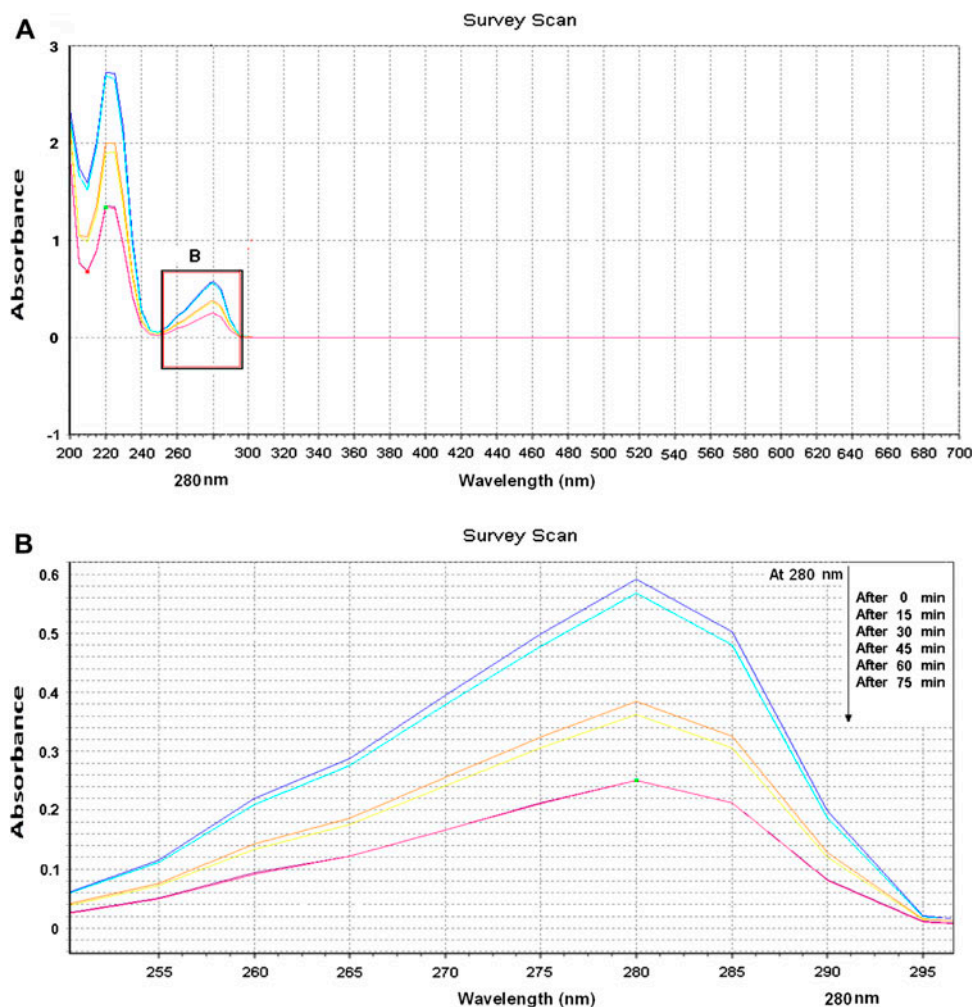 A
Survey Scan
3
2
1
0
-1
Absorbance
B
200 220 240 260 280 300 320 340 360 380 400 420 440 460 480 500 520 540 560 580 600 620 640 660 680 700
280 nm
Wavelength (nm)
B
Survey Scan
0.6
0.5
0.4
0.3
0.2
0.1
0
Absorbance
At 280 nm
After 0 min
After 15 min
After 30 min
After 45 min
After 60 min
After 75 min
255 260 265 270 275 280 285 290 295
Wavelength (nm)
280 nm